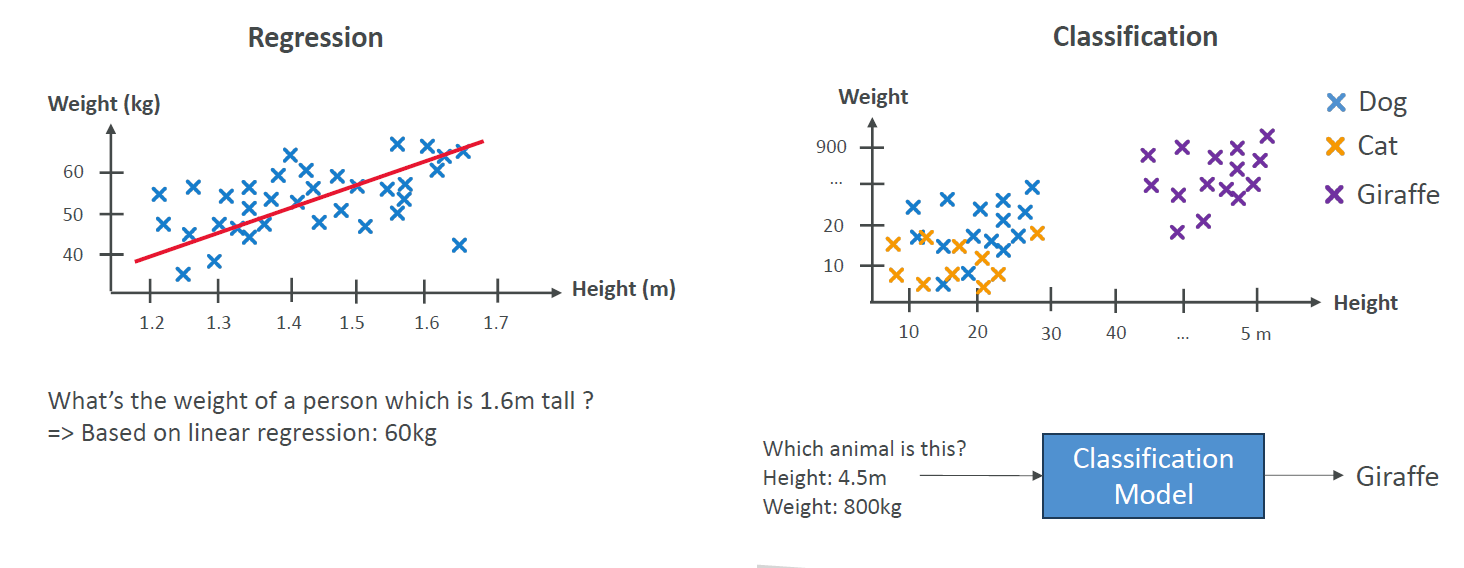 Regression
Weight (kg)
60
50
40
Height (m)
1.2 1.3 1.4 1.5 1.6 1.7
What's the weight of a person which is 1.6m tall ?
=> Based on linear regression: 60kg
Classification
Weight
900
...
20
10
Height
10 20 30 40 ... 5 m
Dog
Cat
Giraffe
Which animal is this?
Height: 4.5m
Weight: 800kg
Classification
Model
Giraffe